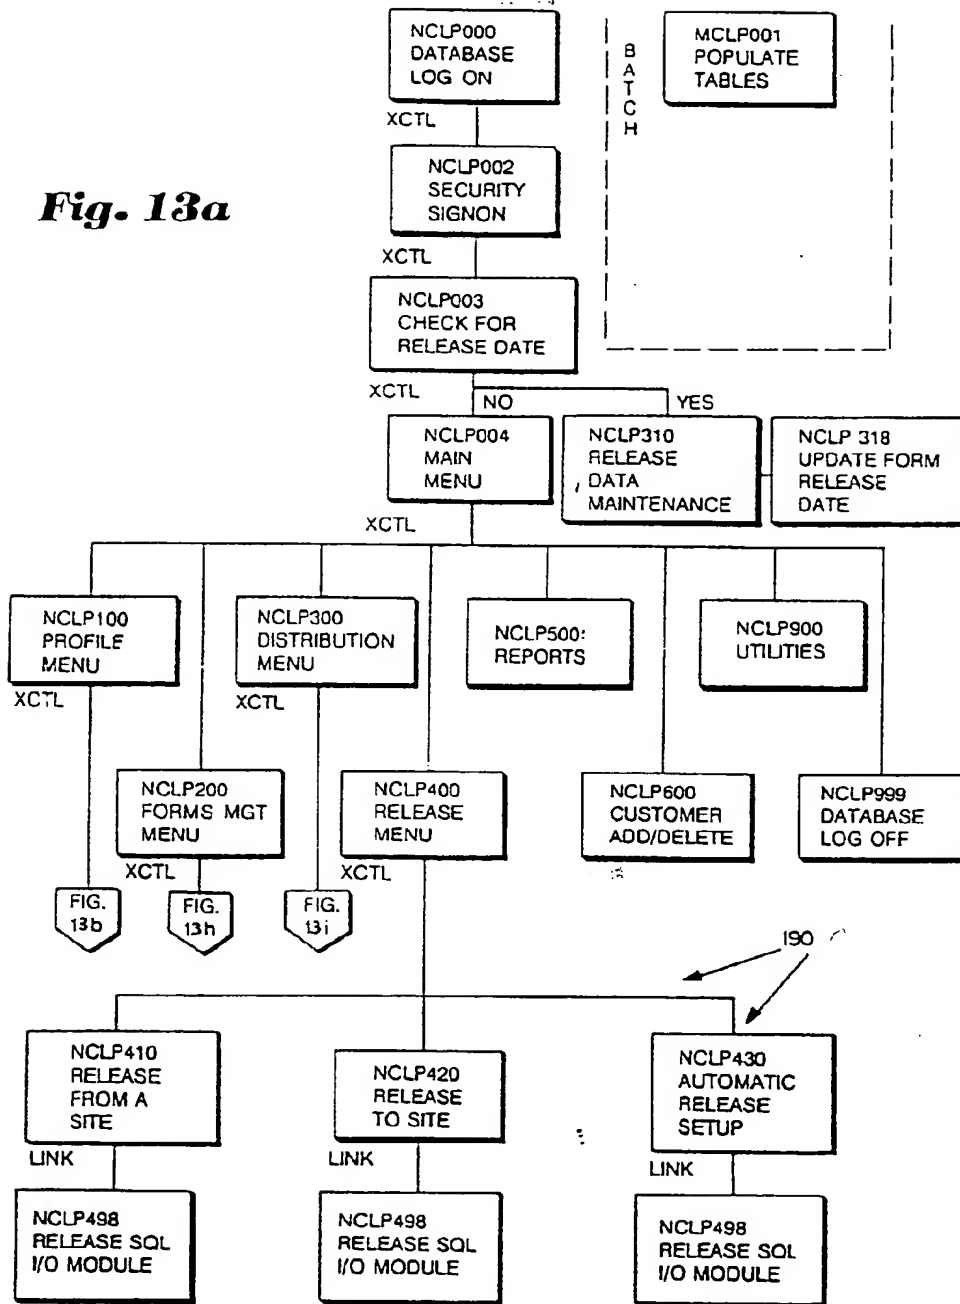 NCLP000
DATABASE
LOG ON
BATCH
MCLP001
POPULATE
TABLES
XCTL
NCLP002
SECURITY
SIGNON
Fig. 13a
XCTL
NCLP003
CHECK FOR
RELEASE DATE
XCTL
NO
YES
NCLP004
MAIN
MENU
NCLP310
RELEASE
DATA
MAINTENANCE
NCLP 318
UPDATE FORM
RELEASE
DATE
XCTL
NCLP100
PROFILE
MENU
XCTL
NCLP300
DISTRIBUTION
MENU
XCTL
NCLP500:
REPORTS
NCLP900
UTILITIES
NCLP200
FORMS MGT
MENU
XCTL
NCLP400
RELEASE
MENU
XCTL
NCLP600
CUSTOMER
ADD/DELETE
NCLP999
DATABASE
LOG OFF
FIG.
13b
FIG.
13h
FIG.
13i
190
NCLP410
RELEASE
FROM A
SITE
LINK
NCLP420
RELEASE
TO SITE
LINK
NCLP430
AUTOMATIC
RELEASE
SETUP
LINK
NCLP498
RELEASE SQL
I/O MODULE
NCLP498
RELEASE SQL
I/O MODULE
NCLP498
RELEASE SQL
I/O MODULE